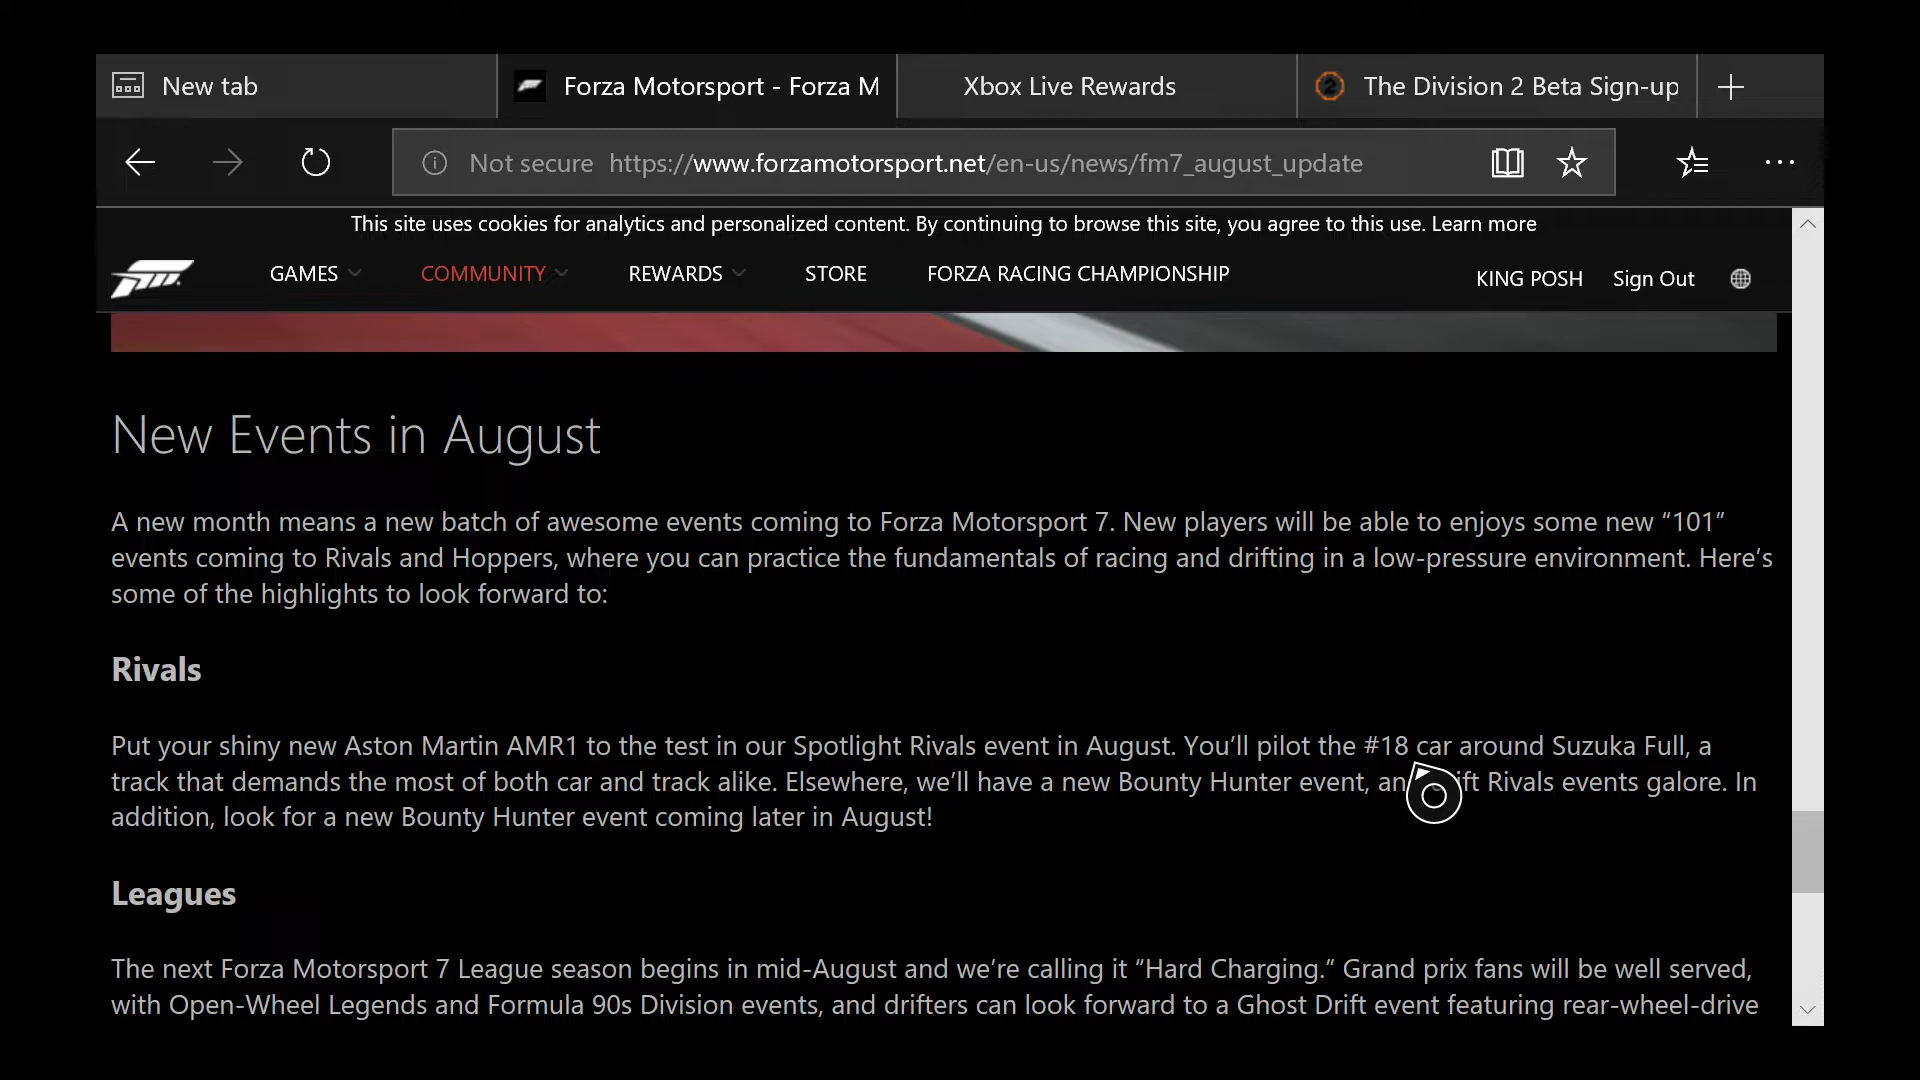 New tab
Forza Motorsport - Forza M
Xbox Live Rewards
The Division 2 Beta Sign-up
Not secure https://www.forzamotorsport.net/en-us/news/fm7_august_update
This site uses cookies for analytics and personalized content. By continuing to browse this site, you agree to this use. Learn more
GAMES COMMUNITY REWARDS STORE FORZA RACING CHAMPIONSHIP KING POSH Sign Out
New Events in August
A new month means a new batch of awesome events coming to Forza Motorsport 7. New players will be able to enjoys some new “101”
events coming to Rivals and Hoppers, where you can practice the fundamentals of racing and drifting in a low-pressure environment. Here’s
some of the highlights to look forward to:
Rivals
Put your shiny new Aston Martin AMR1 to the test in our Spotlight Rivals event in August. You’ll pilot the #18 car around Suzuka Full, a
track that demands the most of both car and track alike. Elsewhere, we’ll have a new Bounty Hunter event, Rivals events galore. In
addition, look for a new Bounty Hunter event coming later in August!
Leagues
The next Forza Motorsport 7 League season begins in mid-August and we’re calling it “Hard Charging.” Grand prix fans will be well served,
with Open-Wheel Legends and Formula 90s Division events, and drifters can look forward to a Ghost Drift event featuring rear-wheel-drive